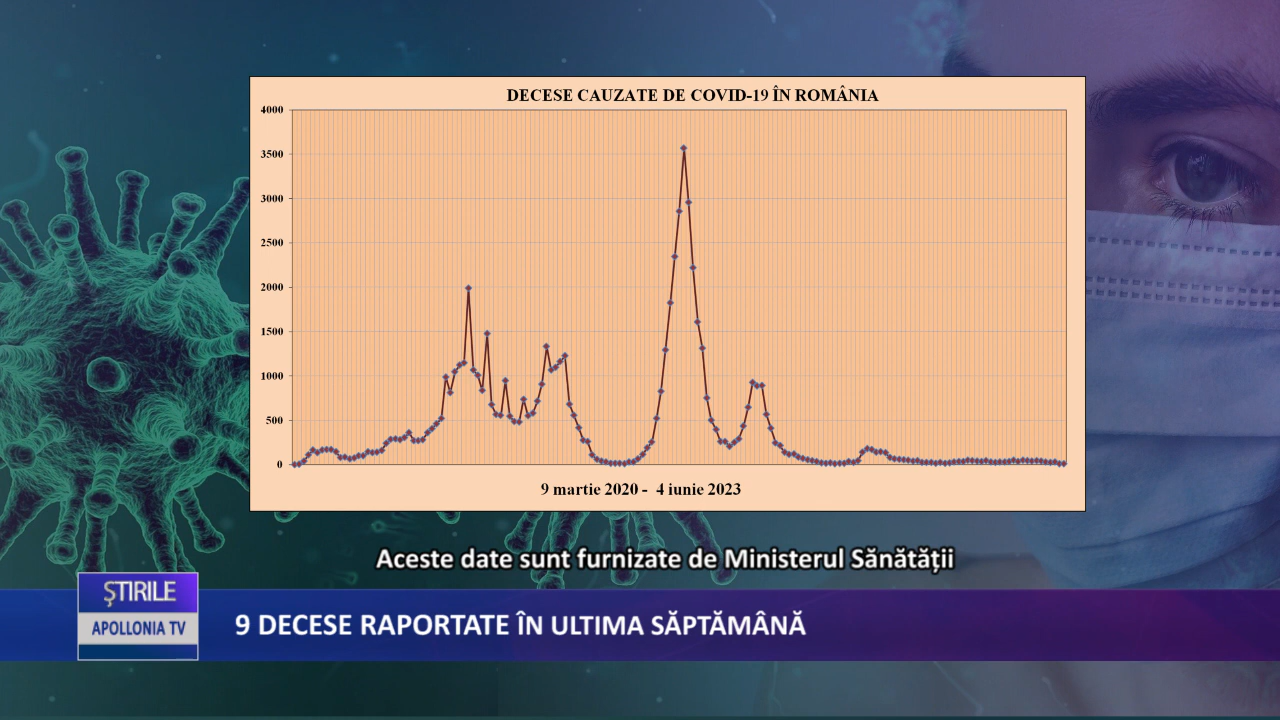 DECESE CAUZATE DE COVID-19 ÎN ROMÂNIA
4000
3500
3000
2500
2000
1500
1000
500
0
9 martie 2020 - 4 iunie 2023
Aceste date sunt furnizate de Ministerul Sănătății
ȘTIRILE
APOLLONIA TV
9 DECESE RAPORTATE ÎN ULTIMA SĂPTĂMÂNĂ